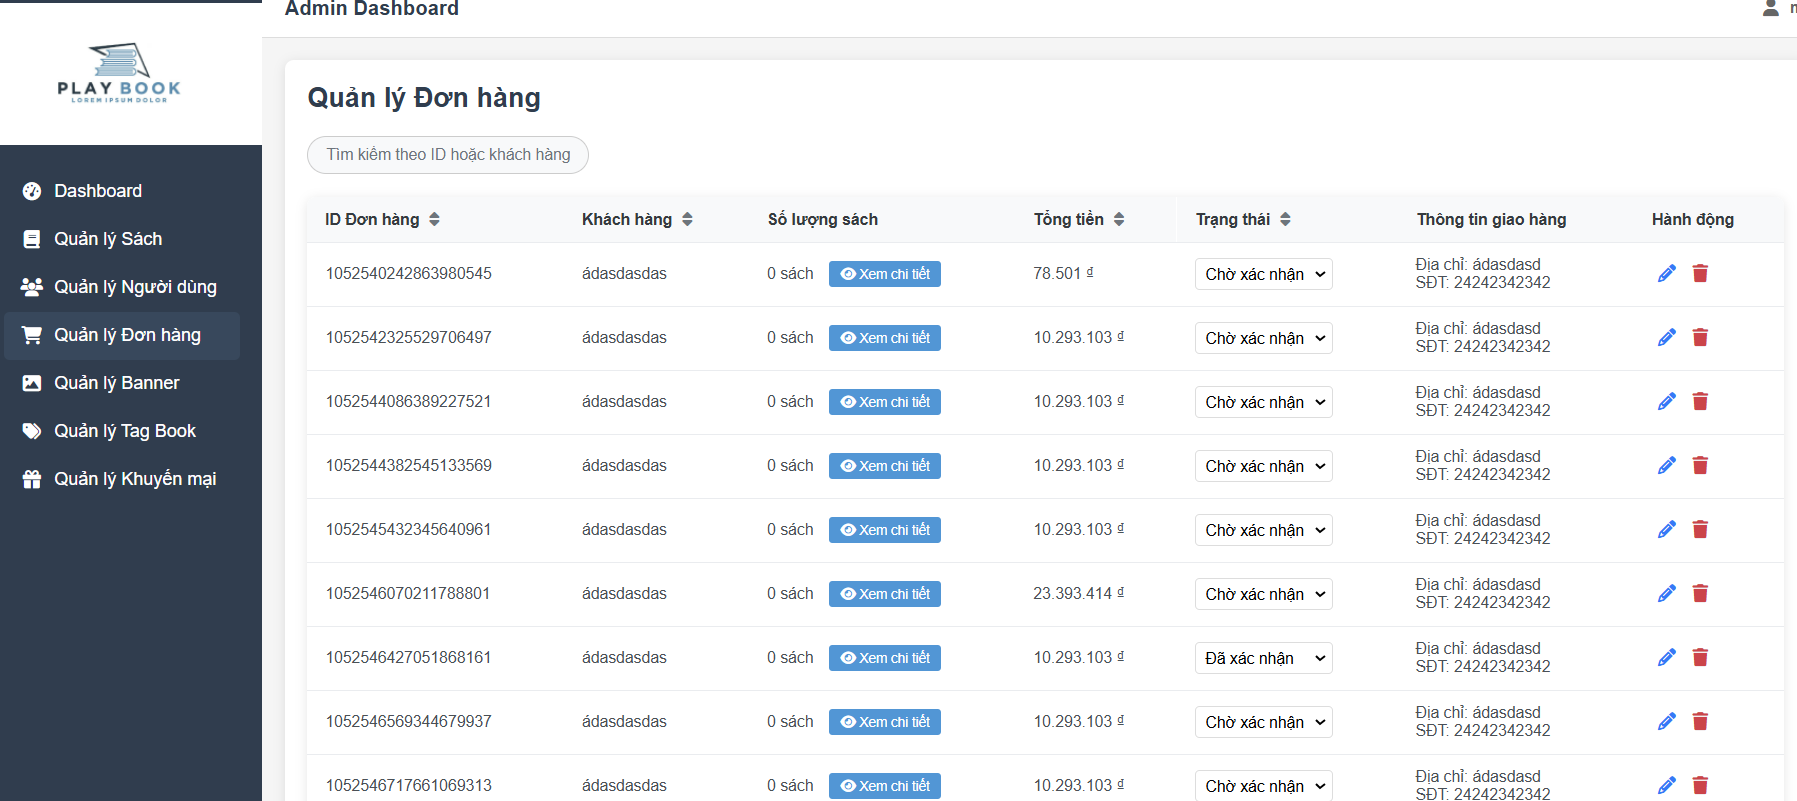 Admin Dashboard
PLAY BOOK
LOREM IPSUM DOLOR
Dashboard
Quản lý Sách
Quản lý Người dùng
Quản lý Đơn hàng
Quản lý Banner
Quản lý Tag Book
Quản lý Khuyến mại
Quản lý Đơn hàng
Tìm kiếm theo ID hoặc khách hàng
ID Đơn hàng Khách hàng Số lượng sách Tổng tiền Trạng thái Thông tin giao hàng Hành động
1052540242863980545 ádasdasdas 0 sách Xem chi tiết 78.501 ₫ Chờ xác nhận Địa chỉ: ádasdasd
SĐT: 24242342342
1052542325529706497 ádasdasdas 0 sách Xem chi tiết 10.293.103 ₫ Chờ xác nhận Địa chỉ: ádasdasd
SĐT: 24242342342
1052544086389227521 ádasdasdas 0 sách Xem chi tiết 10.293.103 ₫ Chờ xác nhận Địa chỉ: ádasdasd
SĐT: 24242342342
1052544382545133569 ádasdasdas 0 sách Xem chi tiết 10.293.103 ₫ Chờ xác nhận Địa chỉ: ádasdasd
SĐT: 24242342342
1052545432345640961 ádasdasdas 0 sách Xem chi tiết 10.293.103 ₫ Chờ xác nhận Địa chỉ: ádasdasd
SĐT: 24242342342
1052546070211788801 ádasdasdas 0 sách Xem chi tiết 23.393.414 ₫ Chờ xác nhận Địa chỉ: ádasdasd
SĐT: 24242342342
1052546427051868161 ádasdasdas 0 sách Xem chi tiết 10.293.103 ₫ Đã xác nhận Địa chỉ: ádasdasd
SĐT: 24242342342
1052546569344679937 ádasdasdas 0 sách Xem chi tiết 10.293.103 ₫ Chờ xác nhận Địa chỉ: ádasdasd
SĐT: 24242342342
1052546717661069313 ádasdasdas 0 sách Xem chi tiết 10.293.103 ₫ Chờ xác nhận Địa chỉ: ádasdasd
SĐT: 24242342342